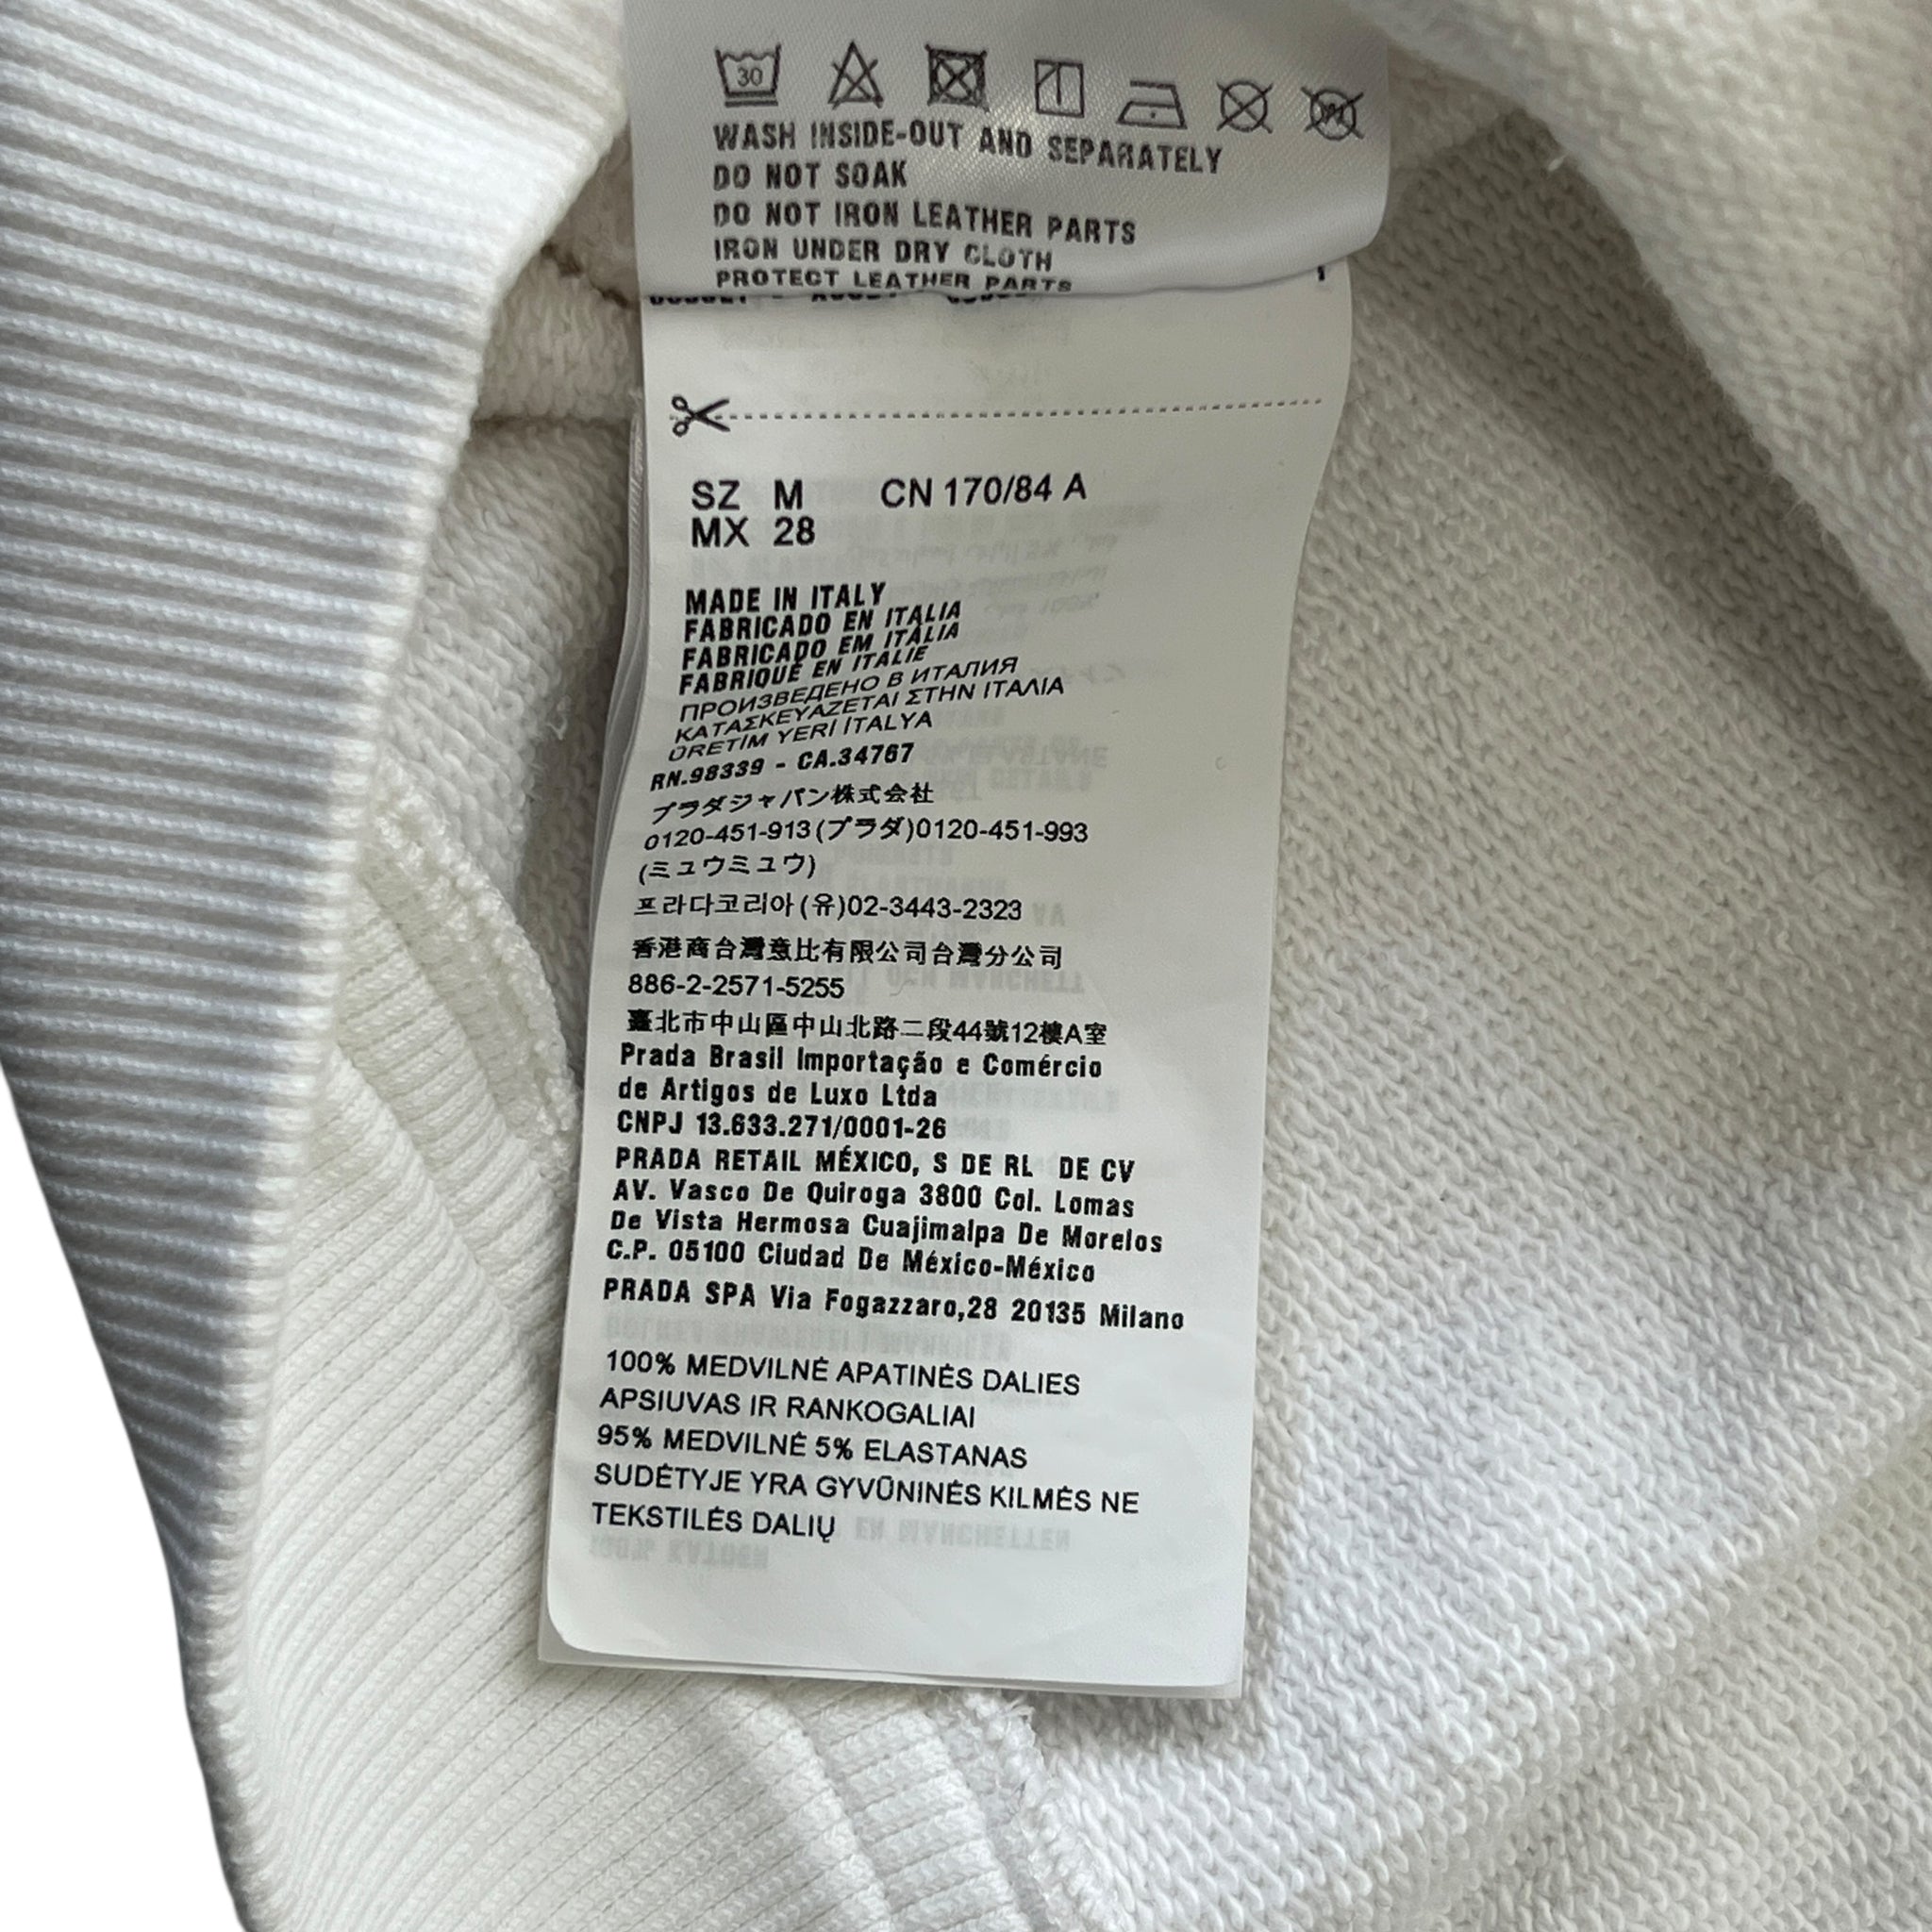 30
WASH INSIDE-OUT AND SEPARATELY
DO NOT SOAK
DO NOT IRON LEATHER PARTS
IRON UNDER DRY CLOTH
PROTECT LEATHER PARTS
SZ M CN 170/84 A
MX 28
MADE IN ITALY
FABRICADO EN ITALIA
FABRICADO EM ITÁLIA
FABRIQUÉ EN ITALIE
ПРОИЗВЕДЕНО В ИТАЛИЯ
ΚΑΤΑΣΚΕΥΑΖΕΤΑΙ ΣΤΗΝ ΙΤΑΛΙΑ
ÜRETİM YERİ İTALYA
RN.98339 - CA.34767
プラダジャパン株式会社
0120-451-913(プラダ)0120-451-993
(ミュウミュウ)
프라다코리아(유)02-3443-2323
香港商台灣意比有限公司台灣分公司
886-2-2571-5255
臺北市中山區中山北路二段44號12樓A室
Prada Brasil Importação e Comércio
de Artigos de Luxo Ltda
CNPJ 13.633.271/0001-26
PRADA RETAIL MÉXICO, S DE RL DE CV
AV. Vasco De Quiroga 3800 Col. Lomas
De Vista Hermosa Cuajimalpa De Morelos
C.P. 05100 Ciudad De México-México
PRADA SPA Via Fogazzaro,28 20135 Milano
100% MEDVILNĖ APATINĖS DALIES
APSIUVAS IR RANKOGALIAI
95% MEDVILNĖ 5% ELASTANAS
SUDĖTYJE YRA GYVŪNINĖS KILMĖS NE
TEKSTILĖS DALIŲ